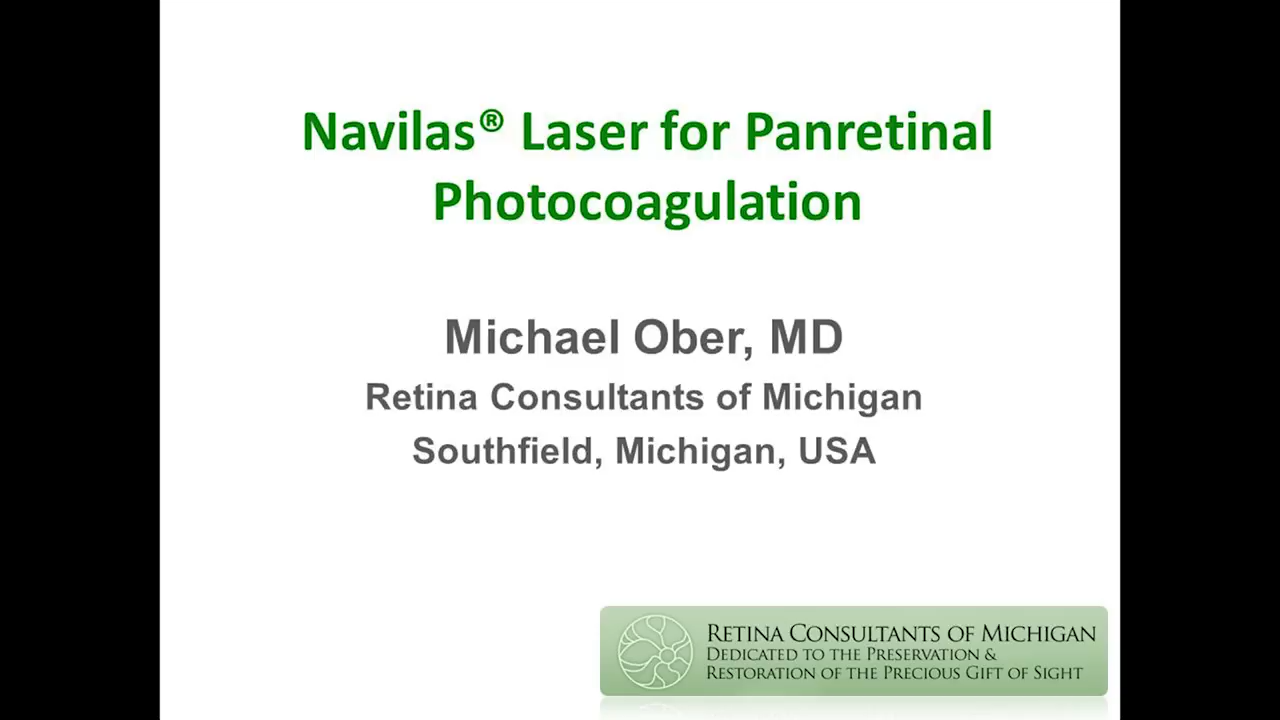 Navilas® Laser for Panretinal
Photocoagulation
Michael Ober, MD
Retina Consultants of Michigan
Southfield, Michigan, USA
RETINA CONSULTANTS OF MICHIGAN
DEDICATED TO THE PRESERVATION &
RESTORATION OF THE PRECIOUS GIFT OF SIGHT